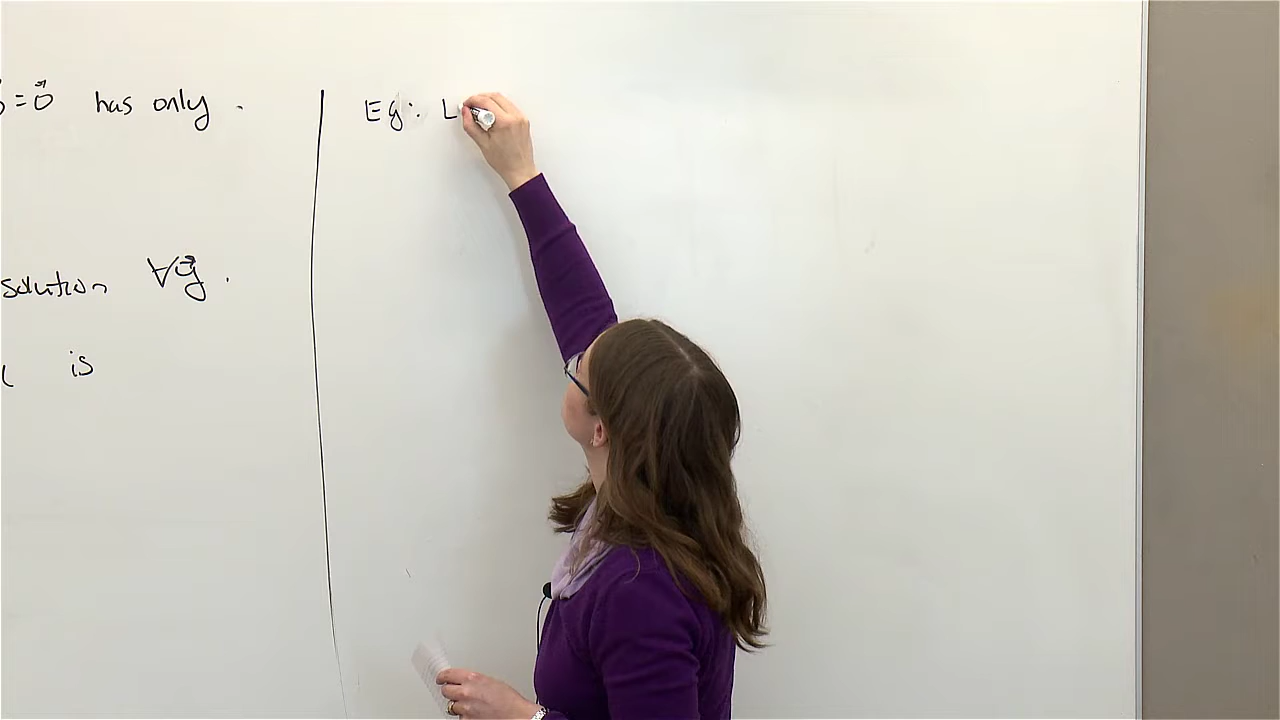 =0⃗ has only .
solution ∀y⃗ .
is
Eg: L